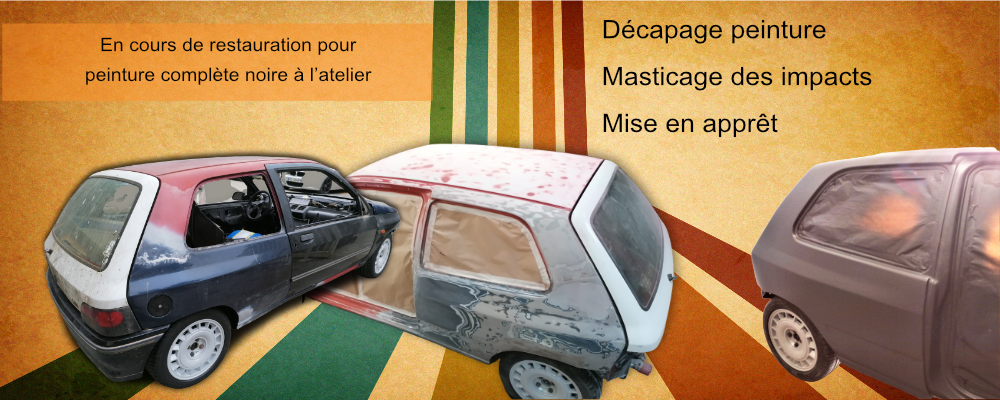 En cours de restauration pour
peinture complète noire à l’atelier
Décapage peinture
Masticage des impacts
Mise en apprêt